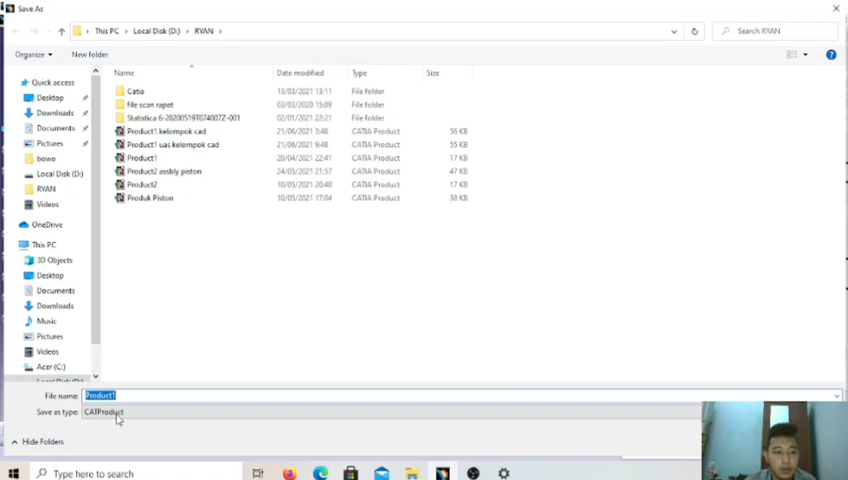 Save As
This PC > Local Disk (D:) > RYAN >
Search RYAN
Organize
New folder
Name
Date modified
Type
Size
Quick access
Desktop
Downloads
Documents
Pictures
bowo
Local Disk (D:)
RYAN
Videos
OneDrive
This PC
3D Objects
Desktop
Documents
Downloads
Music
Pictures
Videos
Acer (C:)
Local Disk (D:)
Catia 13/03/2021 13:11 File folder
file scan rapot 03/03/2020 15:09 File folder
Statistica 6-20200519T074007Z-001 02/01/2021 22:21 File folder
Product1 kelompok cad 21/06/2021 3:46 CATIA Product 56 KB
Product1 uas kelompok cad 21/06/2021 9:48 CATIA Product 55 KB
Product1 20/04/2021 22:41 CATIA Product 17 KB
Product2 assbly piston 24/05/2021 21:57 CATIA Product 47 KB
Product2 10/05/2021 20:40 CATIA Product 17 KB
Produk Piston 10/05/2021 17:04 CATIA Product 38 KB
File name: Product1
Save as type: CATProduct
Hide Folders
Type here to search